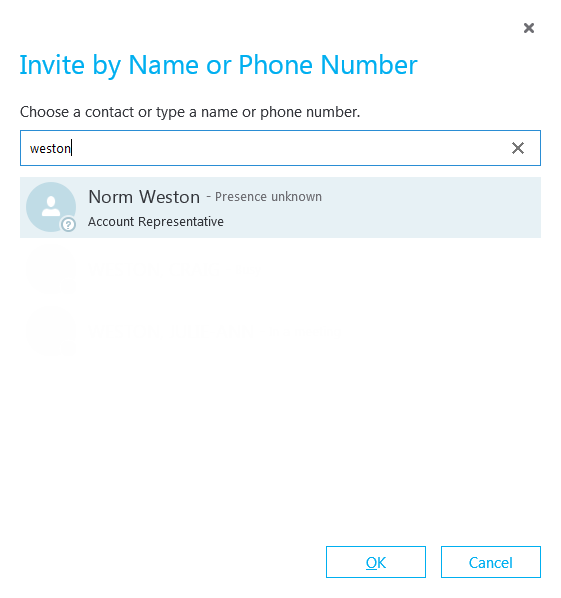 Invite by Name or Phone Number
Choose a contact or type a name or phone number.
weston
Norm Weston - Presence unknown
?
Account Representative
OK
Cancel